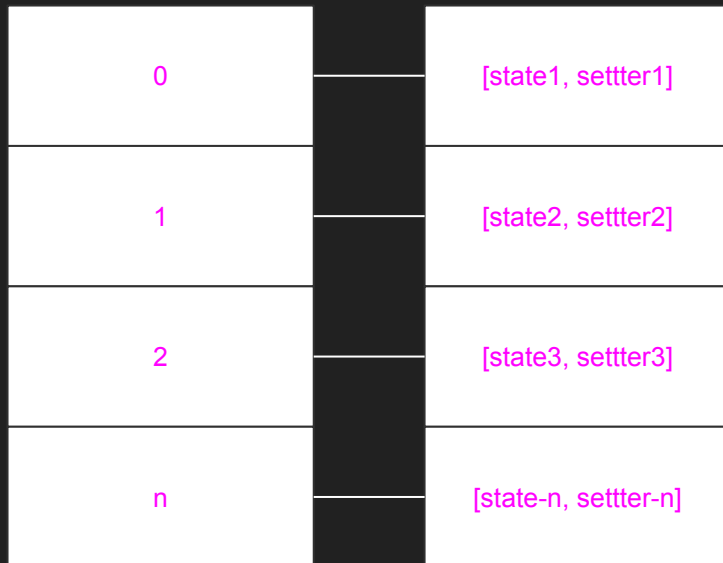 0
[state1, settter1]
1
[state2, settter2]
2
[state3, settter3]
n
[state-n, settter-n]